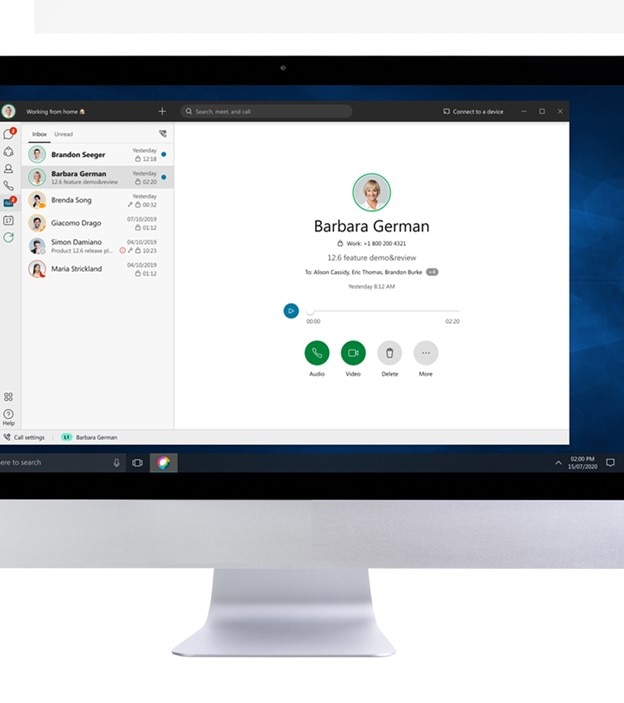 Working from home
Search, meet, and call
Connect to a device
Inbox Unread
Brandon Seeger
Yesterday
12:18
Barbara German
12.6 feature demo&review
Yesterday
02:20
Brenda Song
Yesterday
00:32
Giacomo Drago
07/10/2019
01:12
Simon Damiano
Product 12.6 release pl...
04/10/2019
10:23
Maria Strickland
04/10/2019
01:12
Barbara German
Work: +1 800 200-4321
12.6 feature demo&review
To: Alison Cassidy, Eric Thomas, Brandon Burke
Yesterday 8:12 AM
00:00 02:20
Audio Video Delete More
Help
Call settings L1 Barbara German
ere to search
02:00 PM
15/07/2020